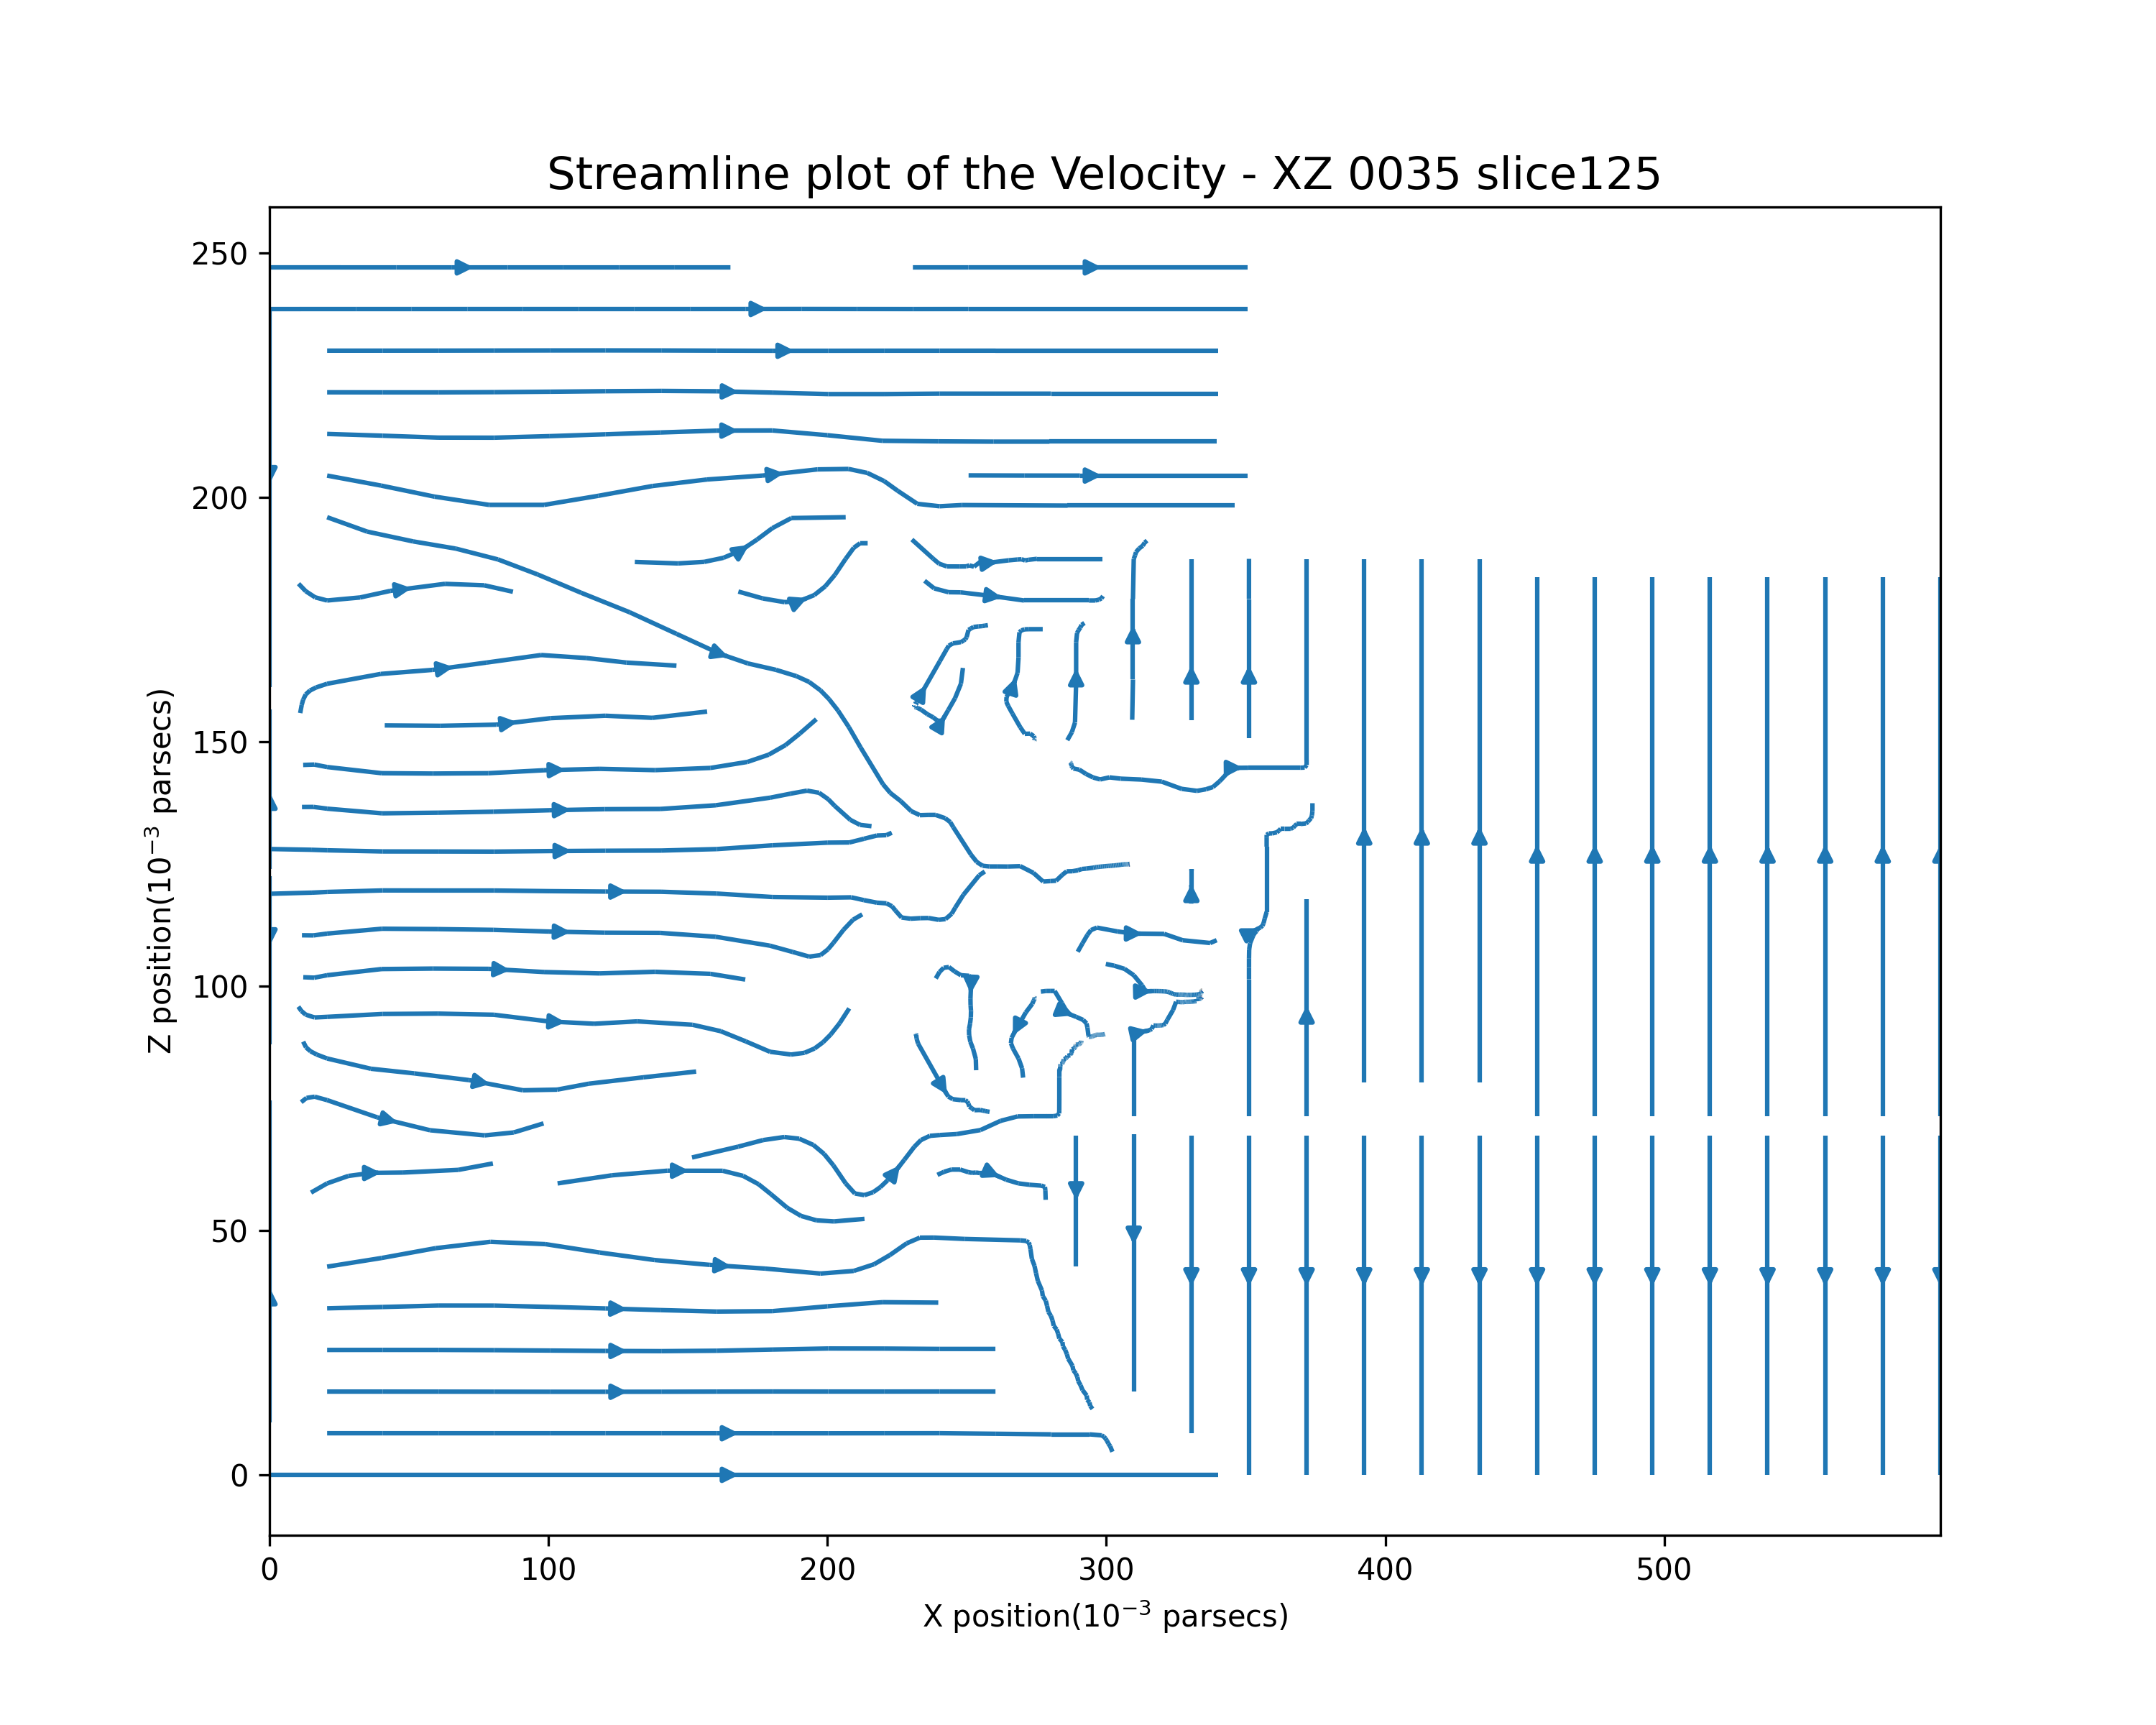 Streamline plot of the Velocity - XZ 0035 slice125
250
200
150
100
50
0
Z position(10⁻³ parsecs)
0 100 200 300 400 500
X position(10⁻³ parsecs)